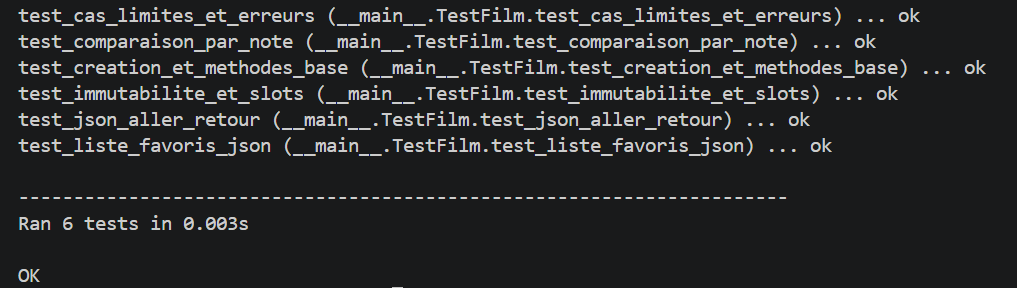 test_cas_limites_et_erreurs (__main__.TestFilm.test_cas_limites_et_erreurs) ... ok
test_comparaison_par_note (__main__.TestFilm.test_comparaison_par_note) ... ok
test_creation_et_methodes_base (__main__.TestFilm.test_creation_et_methodes_base) ... ok
test_immutabilite_et_slots (__main__.TestFilm.test_immutabilite_et_slots) ... ok
test_json_aller_retour (__main__.TestFilm.test_json_aller_retour) ... ok
test_liste_favoris_json (__main__.TestFilm.test_liste_favoris_json) ... ok
----------------------------------------------------------------------
Ran 6 tests in 0.003s
OK